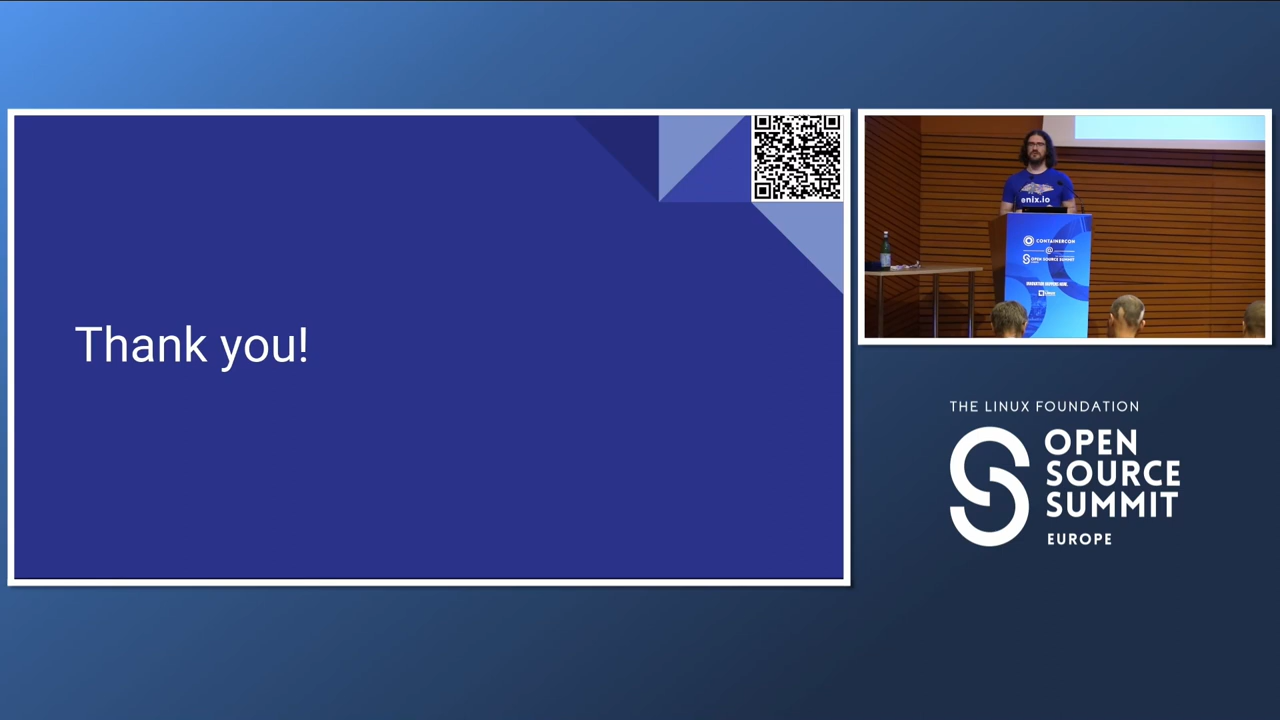 Thank you!
enix.io
CONTAINERCON
@
OPEN SOURCE SUMMIT
THE LINUX FOUNDATION
OPEN
SOURCE
SUMMIT
EUROPE